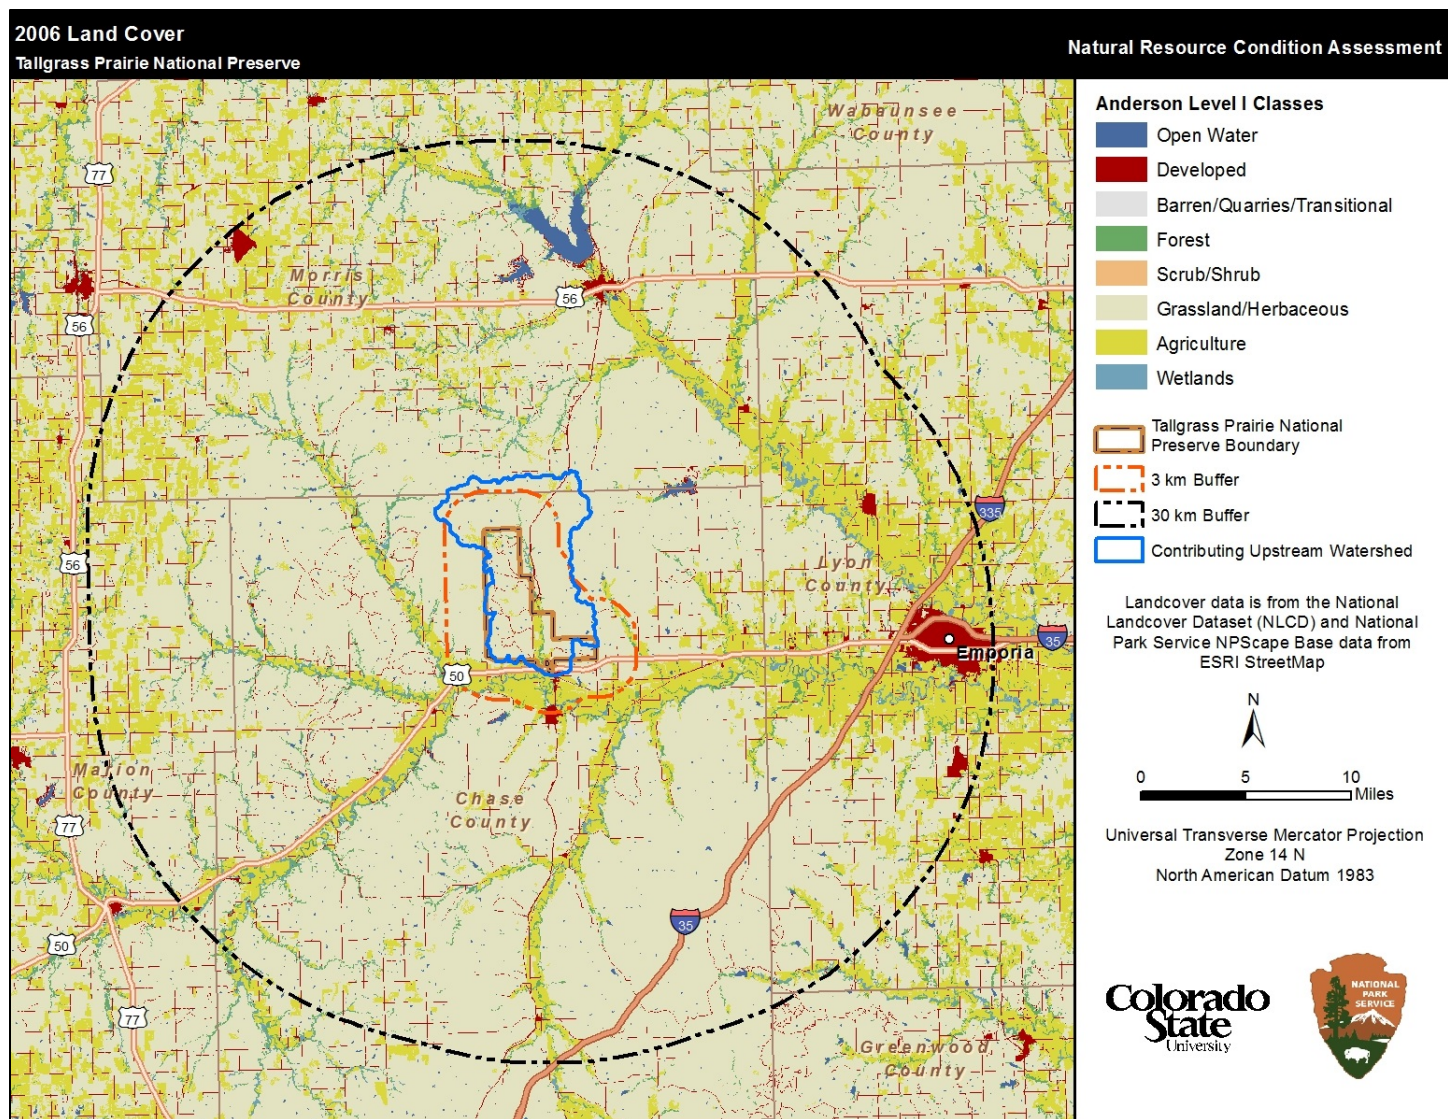 2006 Land Cover
Tallgrass Prairie National Preserve
Natural Resource Condition Assessment
Wabaunsee
County
77
Morris
County
56
56
335
56
Lyon
County
35
Emporia
50
Marion
County
Chase
County
77
35
50
77
Greenwood
County
Anderson Level I Classes
Open Water
Developed
Barren/Quarries/Transitional
Forest
Scrub/Shrub
Grassland/Herbaceous
Agriculture
Wetlands
Tallgrass Prairie National
Preserve Boundary
3 km Buffer
30 km Buffer
Contributing Upstream Watershed
Landcover data is from the National
Landcover Dataset (NLCD) and National
Park Service NPScape Base data from
ESRI StreetMap
N
0 5 10
Miles
Universal Transverse Mercator Projection
Zone 14 N
North American Datum 1983
Colorado
State
University
NATIONAL
PARK
SERVICE